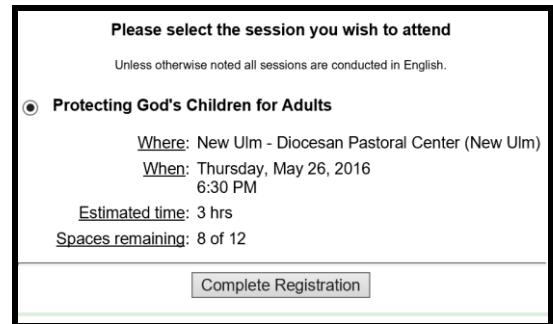 Please select the session you wish to attend
Unless otherwise noted all sessions are conducted in English.
Protecting God's Children for Adults
Where: New Ulm - Diocesan Pastoral Center (New Ulm)
When: Thursday, May 26, 2016
6:30 PM
Estimated time: 3 hrs
Spaces remaining: 8 of 12
Complete Registration